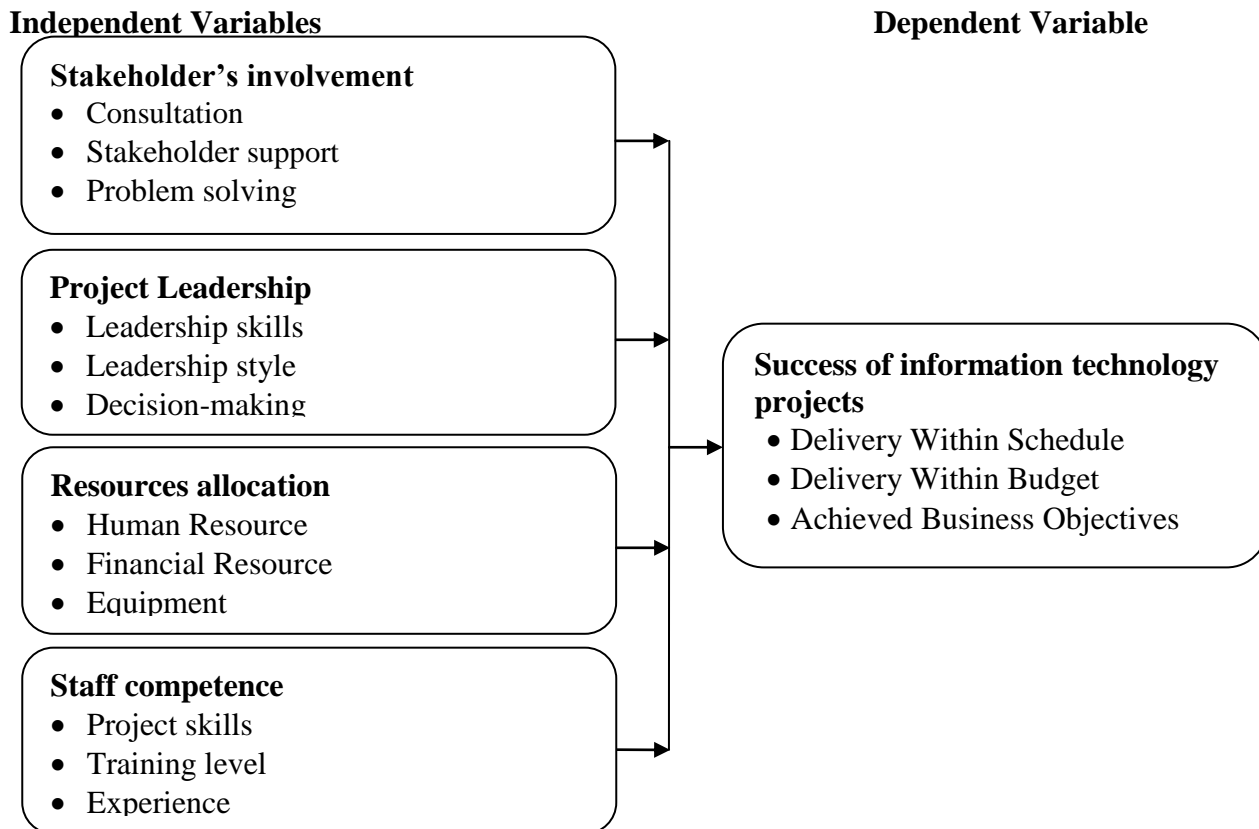 Independent Variables
Dependent Variable
Stakeholder’s involvement
• Consultation
• Stakeholder support
• Problem solving
Project Leadership
• Leadership skills
• Leadership style
• Decision-making
Resources allocation
• Human Resource
• Financial Resource
• Equipment
Staff competence
• Project skills
• Training level
• Experience
Success of information technology
projects
• Delivery Within Schedule
• Delivery Within Budget
• Achieved Business Objectives